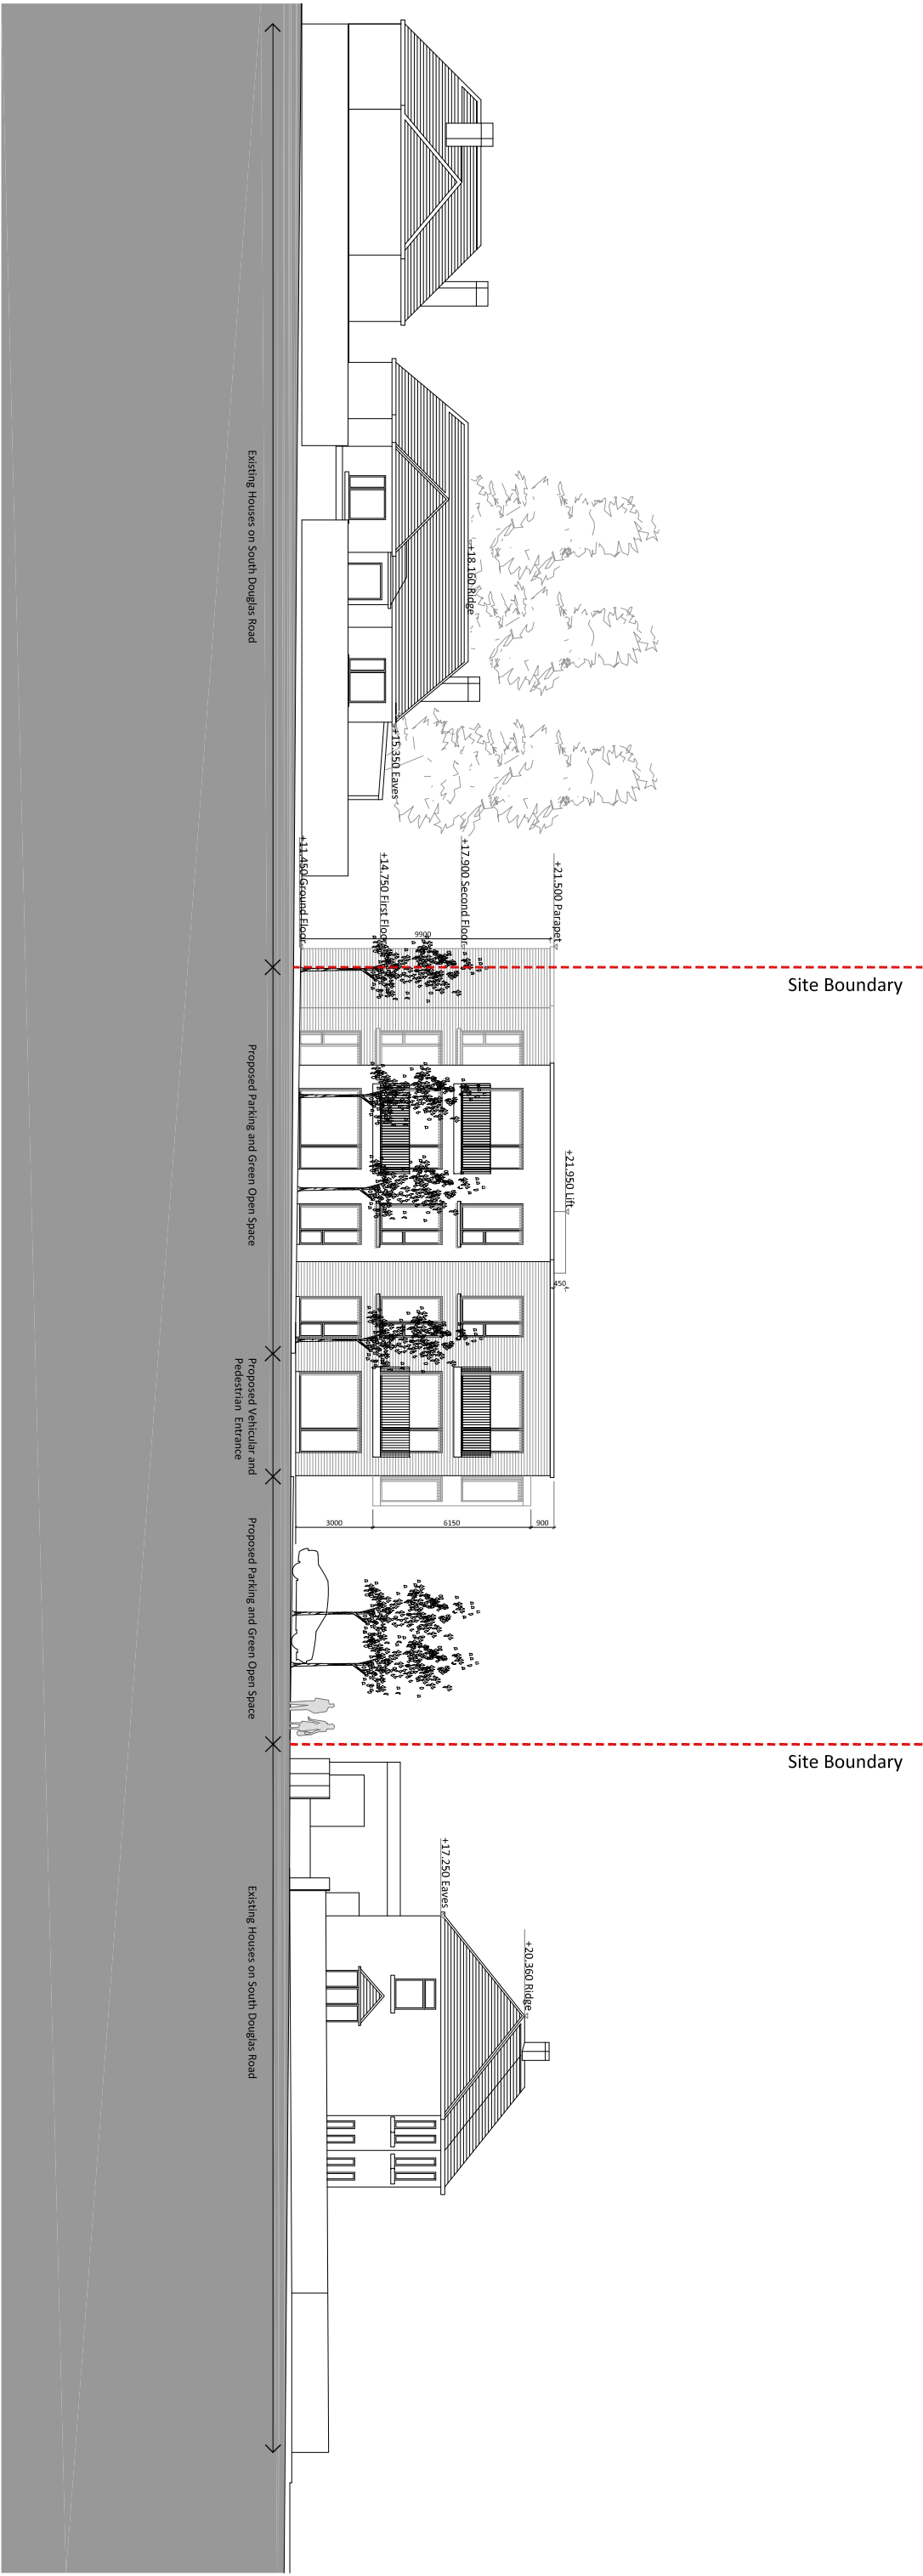 Existing Houses on South Douglas Road
+18.160 Ridge
+15.350 Eaves
+11.450 Ground Floor
+14.750 First Floor
+17.900 Second Floor
+21.500 Parapet
9900
Site Boundary
Proposed Parking and Green Open Space
+21.950 Lift
450
Proposed Vehicular and
Pedestrian Entrance
3000
6150
900
Proposed Parking and Green Open Space
Site Boundary
+17.250 Eaves
+20.360 Ridge
Existing Houses on South Douglas Road